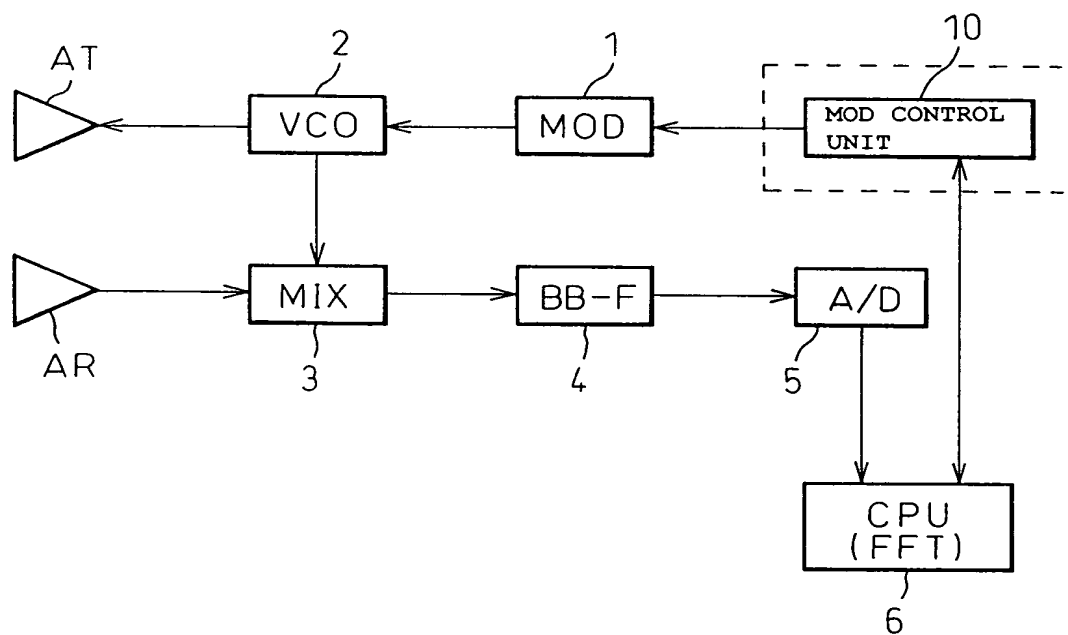 AT
2
1
10
VCO
MOD
MOD CONTROL
UNIT
MIX
BB-F
A/D
AR
3
4
5
CPU
(FFT)
6